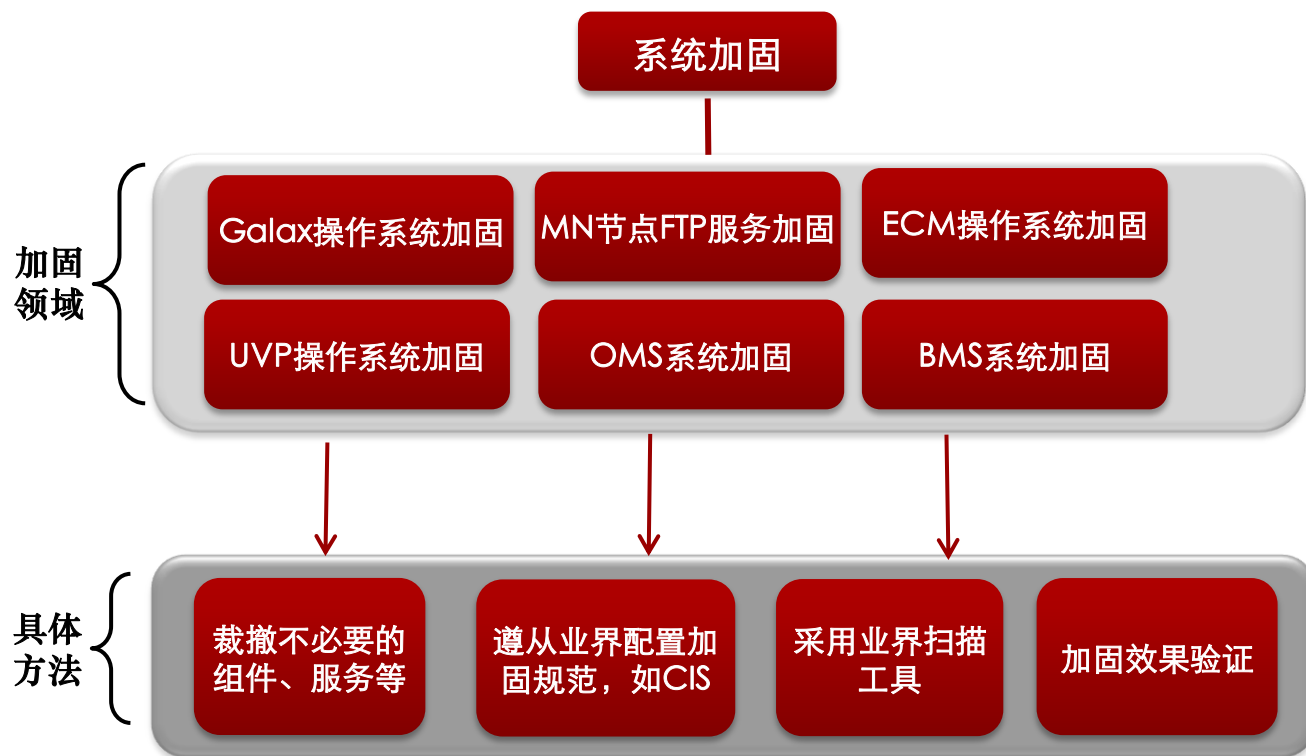 系统加固
加固
领域
Galax操作系统加固
MN节点FTP服务加固
ECM操作系统加固
UVP操作系统加固
OMS系统加固
BMS系统加固
具体
方法
裁撤不必要的
组件、服务等
遵从业界配置加
固规范，如CIS
采用业界扫描
工具
加固效果验证